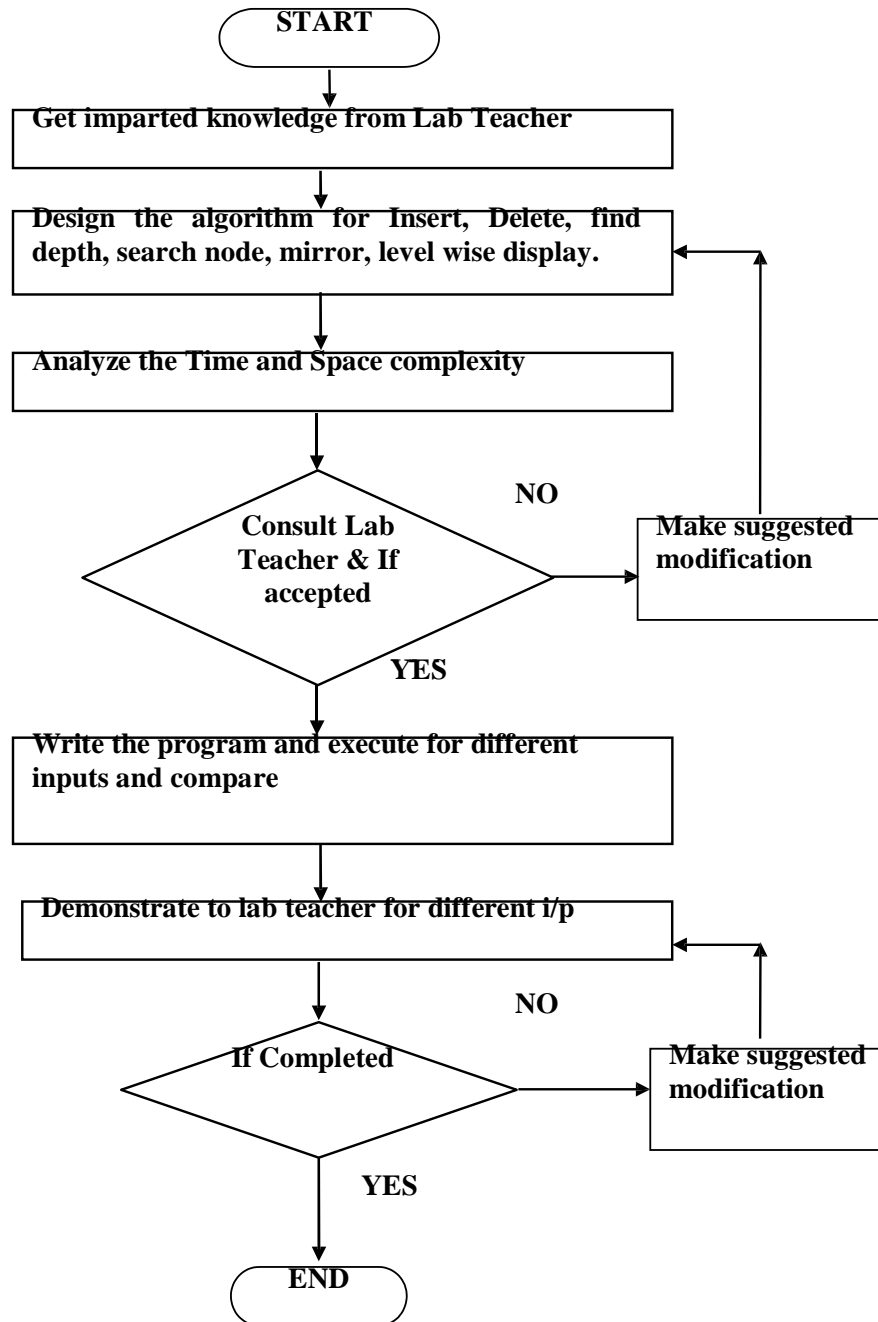 START
Get imparted knowledge from Lab Teacher
Design the algorithm for Insert, Delete, find
depth, search node, mirror, level wise display.
Analyze the Time and Space complexity
NO
Consult Lab
Teacher & If
accepted
Make suggested
modification
YES
Write the program and execute for different
inputs and compare
Demonstrate to lab teacher for different i/p
NO
If Completed
Make suggested
modification
YES
END